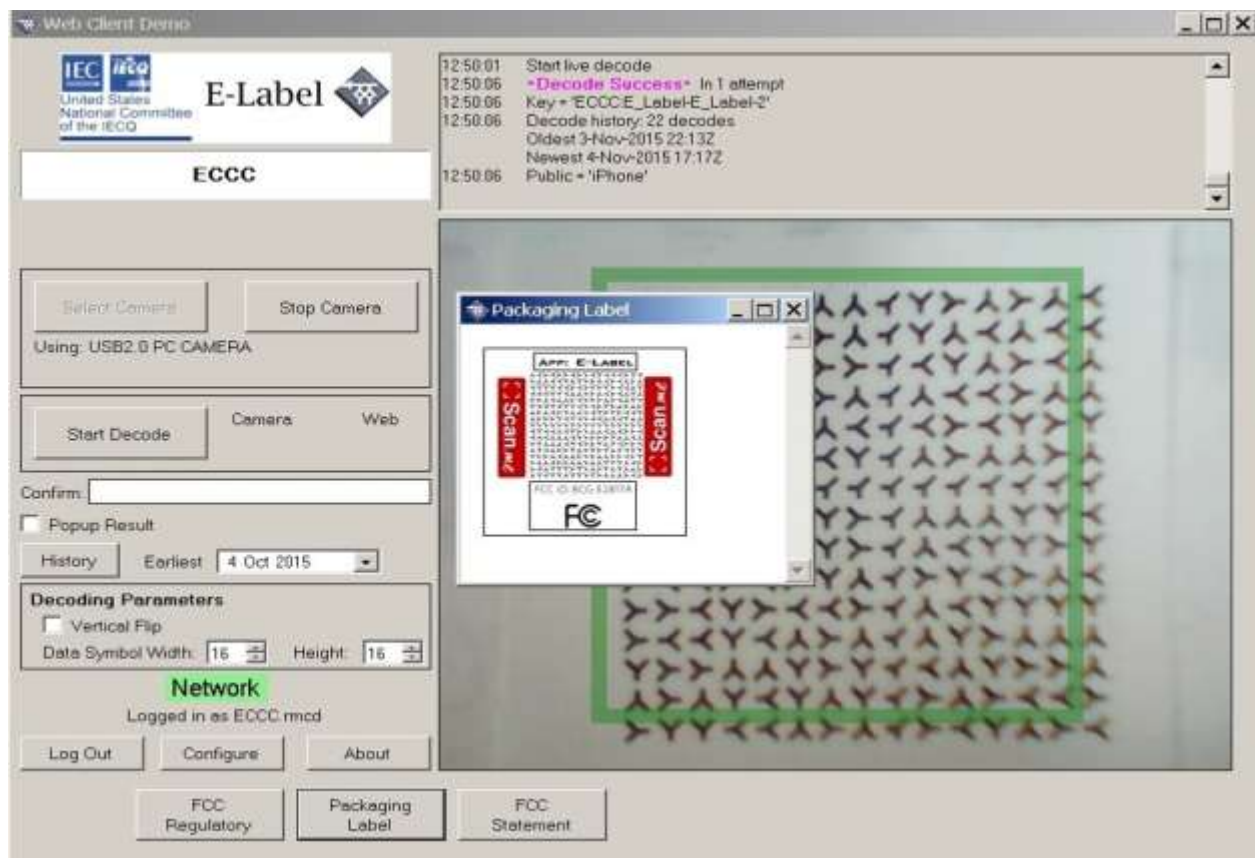 Web Client Demo
IEC IECQ
United States
National Committee
of the IECQ
E-Label
ECCC
12:50:01 Start live decode
12:50:06 *Decode Success* In 1 attempt
12:50:06 Key = 'ECCC:E_Label-E_Label-2'
12:50:06 Decode history: 22 decodes
Oldest 3-Nov-2015 22:13Z
Newest 4-Nov-2015 17:17Z
12:50:06 Public = 'iPhone'
Select Camera
Stop Camera
Using: USB2.0 PC CAMERA
Start Decode
Camera
Web
Confirm:
Popup Result
History
Earliest
4 Oct 2015
Decoding Parameters
Vertical Flip
Data Symbol Width: 16 Height: 16
Network
Logged in as ECCC:rmcd
Log Out
Configure
About
FCC
Regulatory
Packaging
Label
FCC
Statement
Packaging Label
APP: E-LABEL
Scan ME
Scan ME
FCC ID:
FC